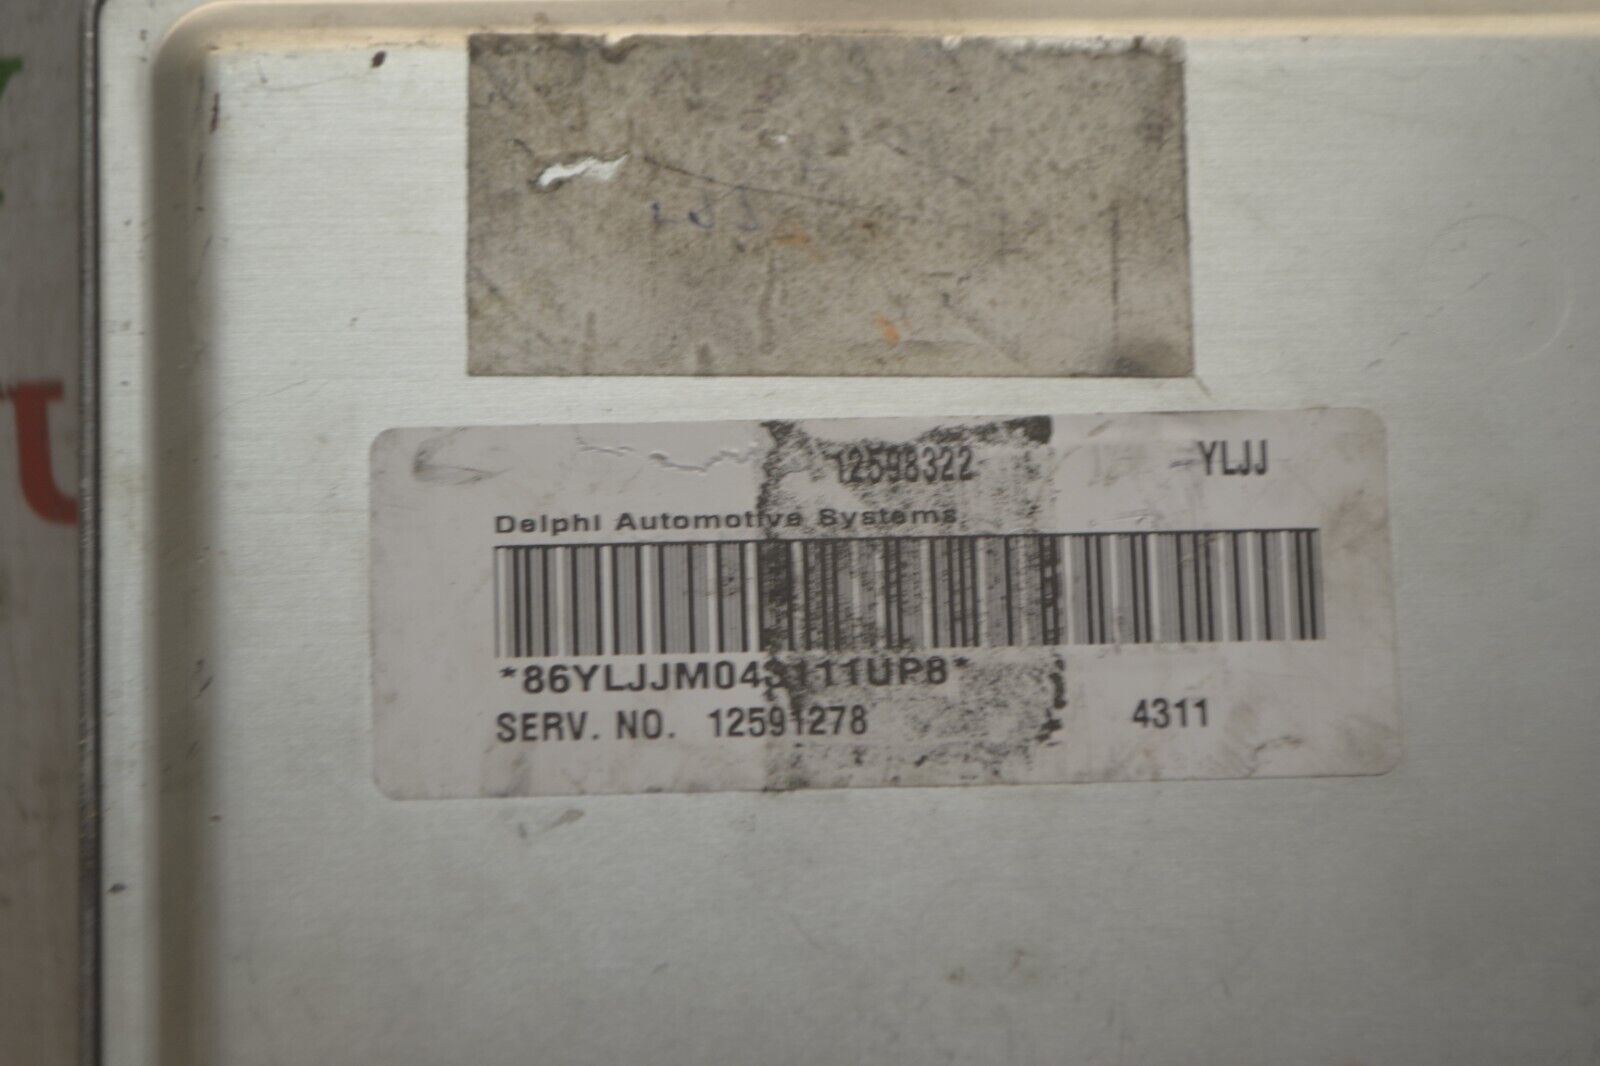 12598322 YLJJ
Delphi Automotive Systems
*86YLJJM043111UP8*
SERV. NO. 12591278 4311